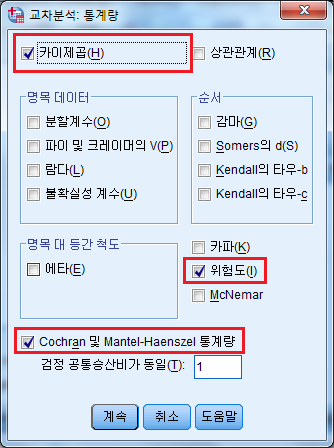 교차분석: 통계량
카이제곱(H) 상관관계(R)
명목 데이터
분할계수(O)
파이 및 크레이머의 V(P)
람다(L)
불확실성 계수(U)
순서
감마(G)
Somers의 d(S)
Kendall의 타우-b
Kendall의 타우-c
명목 대 등간 척도
에타(E)
카파(K)
위험도(I)
McNemar
Cochran 및 Mantel-Haenszel 통계량
검정 공통승산비가 동일(T): 1
계속 취소 도움말